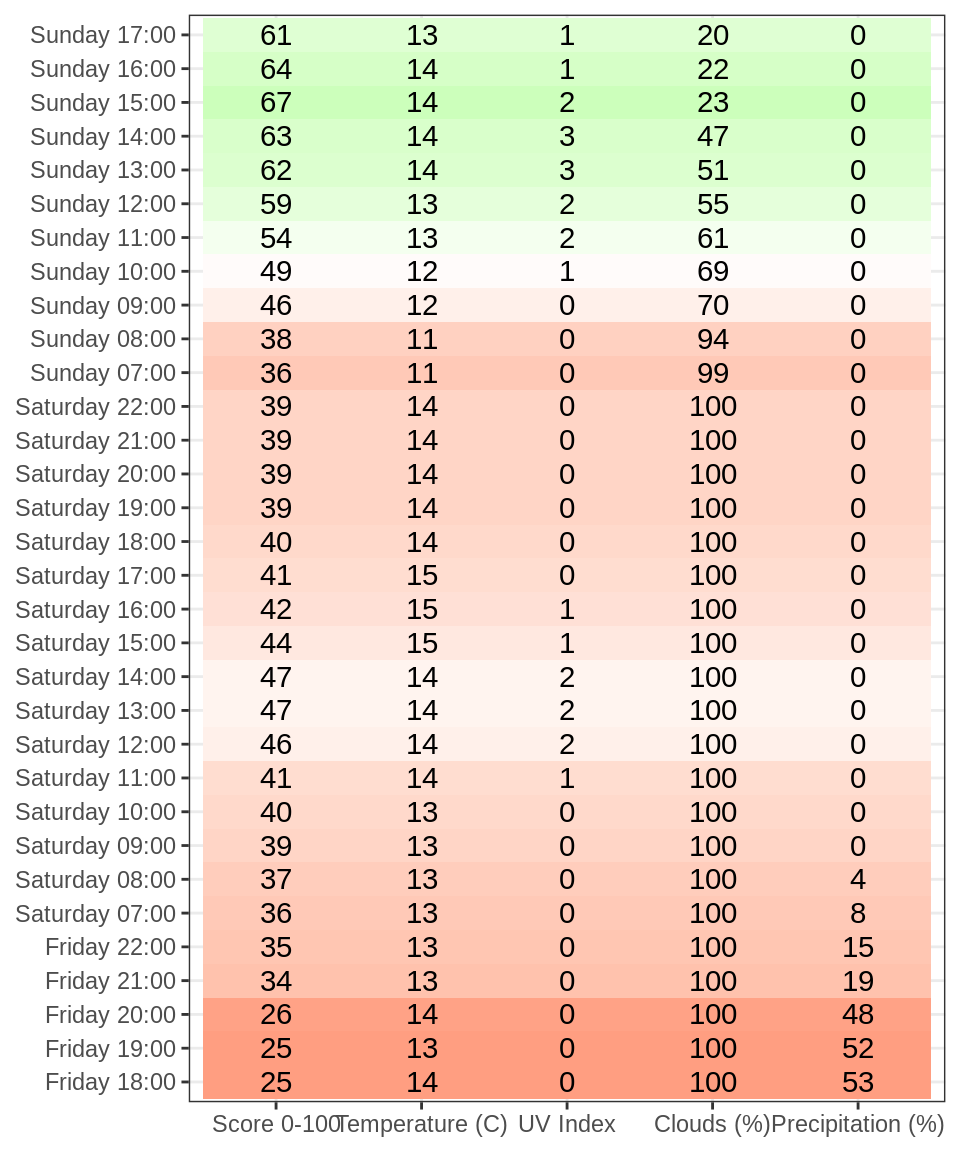 Sunday 17:00 61 13 1 20 0
Sunday 16:00 64 14 1 22 0
Sunday 15:00 67 14 2 23 0
Sunday 14:00 63 14 3 47 0
Sunday 13:00 62 14 3 51 0
Sunday 12:00 59 13 2 55 0
Sunday 11:00 54 13 2 61 0
Sunday 10:00 49 12 1 69 0
Sunday 09:00 46 12 0 70 0
Sunday 08:00 38 11 0 94 0
Sunday 07:00 36 11 0 99 0
Saturday 22:00 39 14 0 100 0
Saturday 21:00 39 14 0 100 0
Saturday 20:00 39 14 0 100 0
Saturday 19:00 39 14 0 100 0
Saturday 18:00 40 14 0 100 0
Saturday 17:00 41 15 0 100 0
Saturday 16:00 42 15 1 100 0
Saturday 15:00 44 15 1 100 0
Saturday 14:00 47 14 2 100 0
Saturday 13:00 47 14 2 100 0
Saturday 12:00 46 14 2 100 0
Saturday 11:00 41 14 1 100 0
Saturday 10:00 40 13 0 100 0
Saturday 09:00 39 13 0 100 0
Saturday 08:00 37 13 0 100 4
Saturday 07:00 36 13 0 100 8
Friday 22:00 35 13 0 100 15
Friday 21:00 34 13 0 100 19
Friday 20:00 26 14 0 100 48
Friday 19:00 25 13 0 100 52
Friday 18:00 25 14 0 100 53
Score 0-100 Temperature (C) UV Index Clouds (%) Precipitation (%)